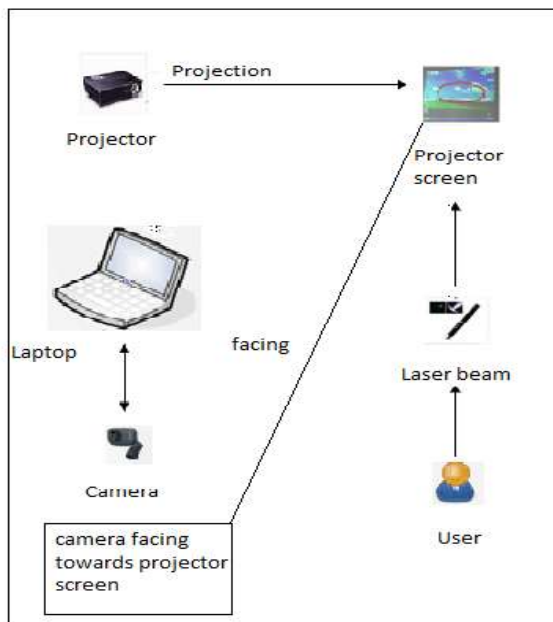 Projection
Projector
Projector
screen
Laptop
facing
Laser beam
Camera
User
camera facing
towards projector
screen